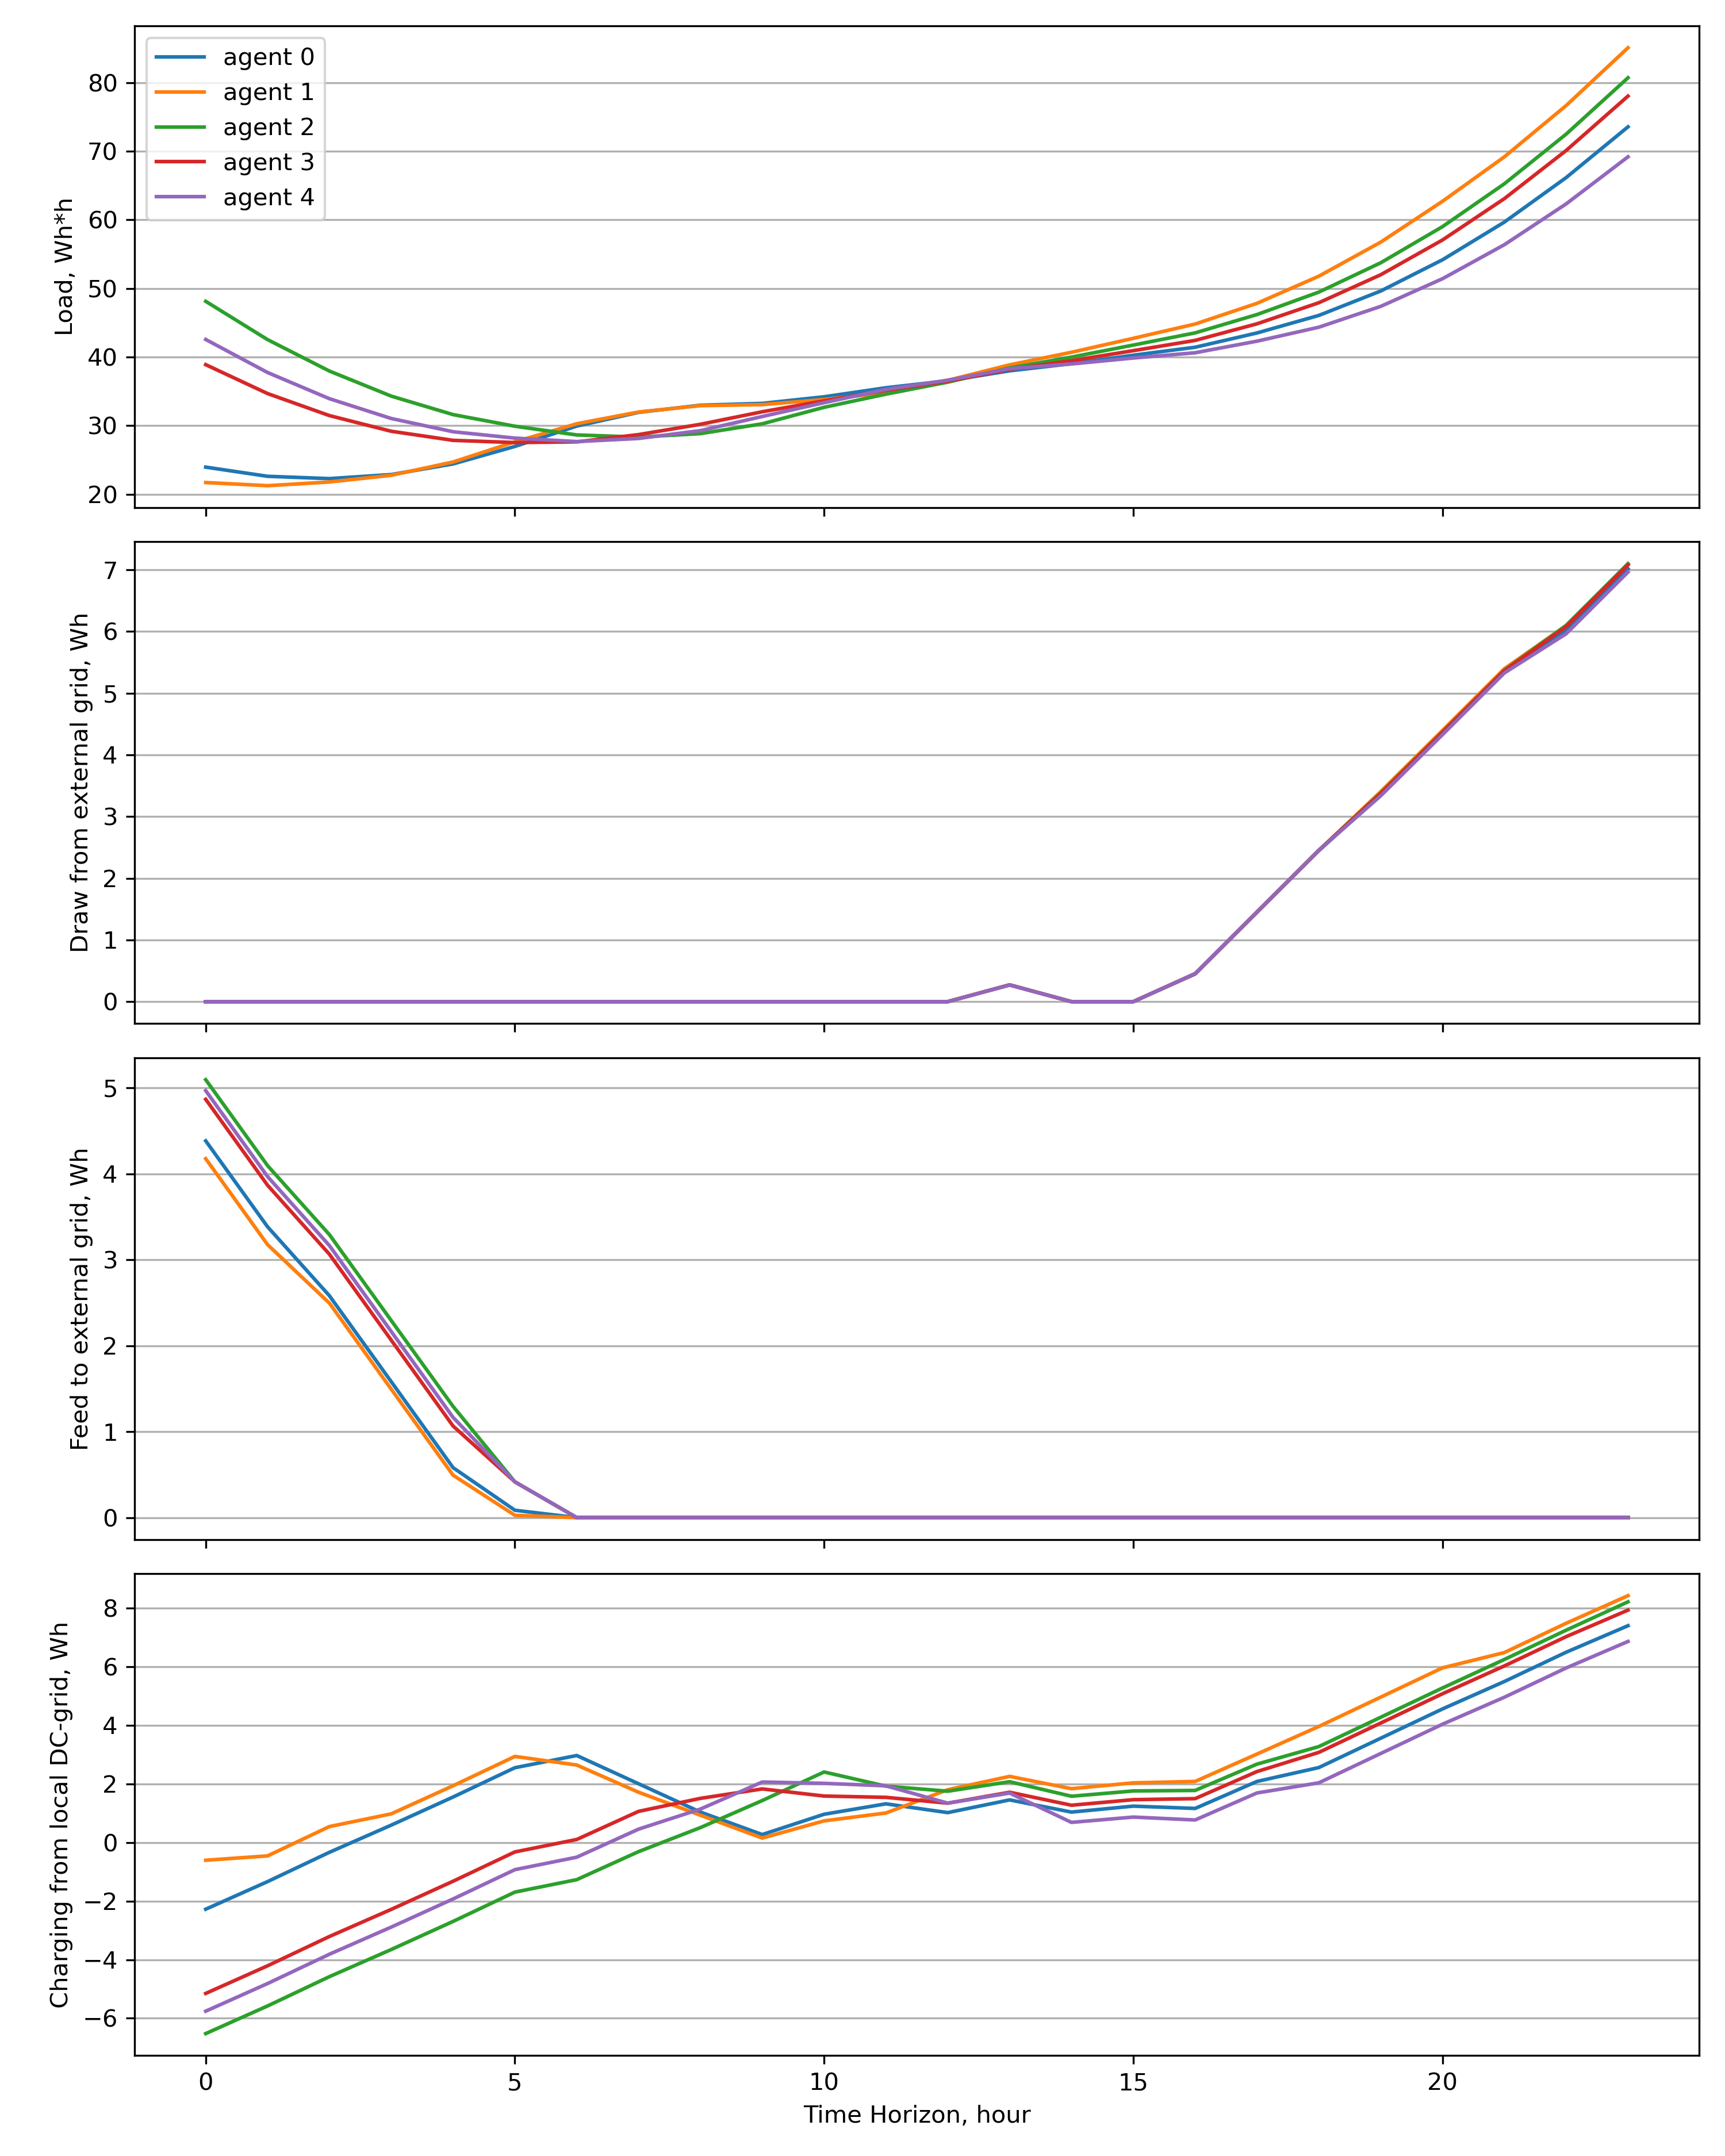 agent 0
agent 1
agent 2
agent 3
agent 4
80
70
60
50
40
30
20
Load, Wh*h
7
6
5
4
3
2
1
0
Draw from external grid, Wh
5
4
3
2
1
0
Feed to external grid, Wh
8
6
4
2
0
−2
−4
−6
Charging from local DC-grid, Wh
0 5 10 15 20
Time Horizon, hour